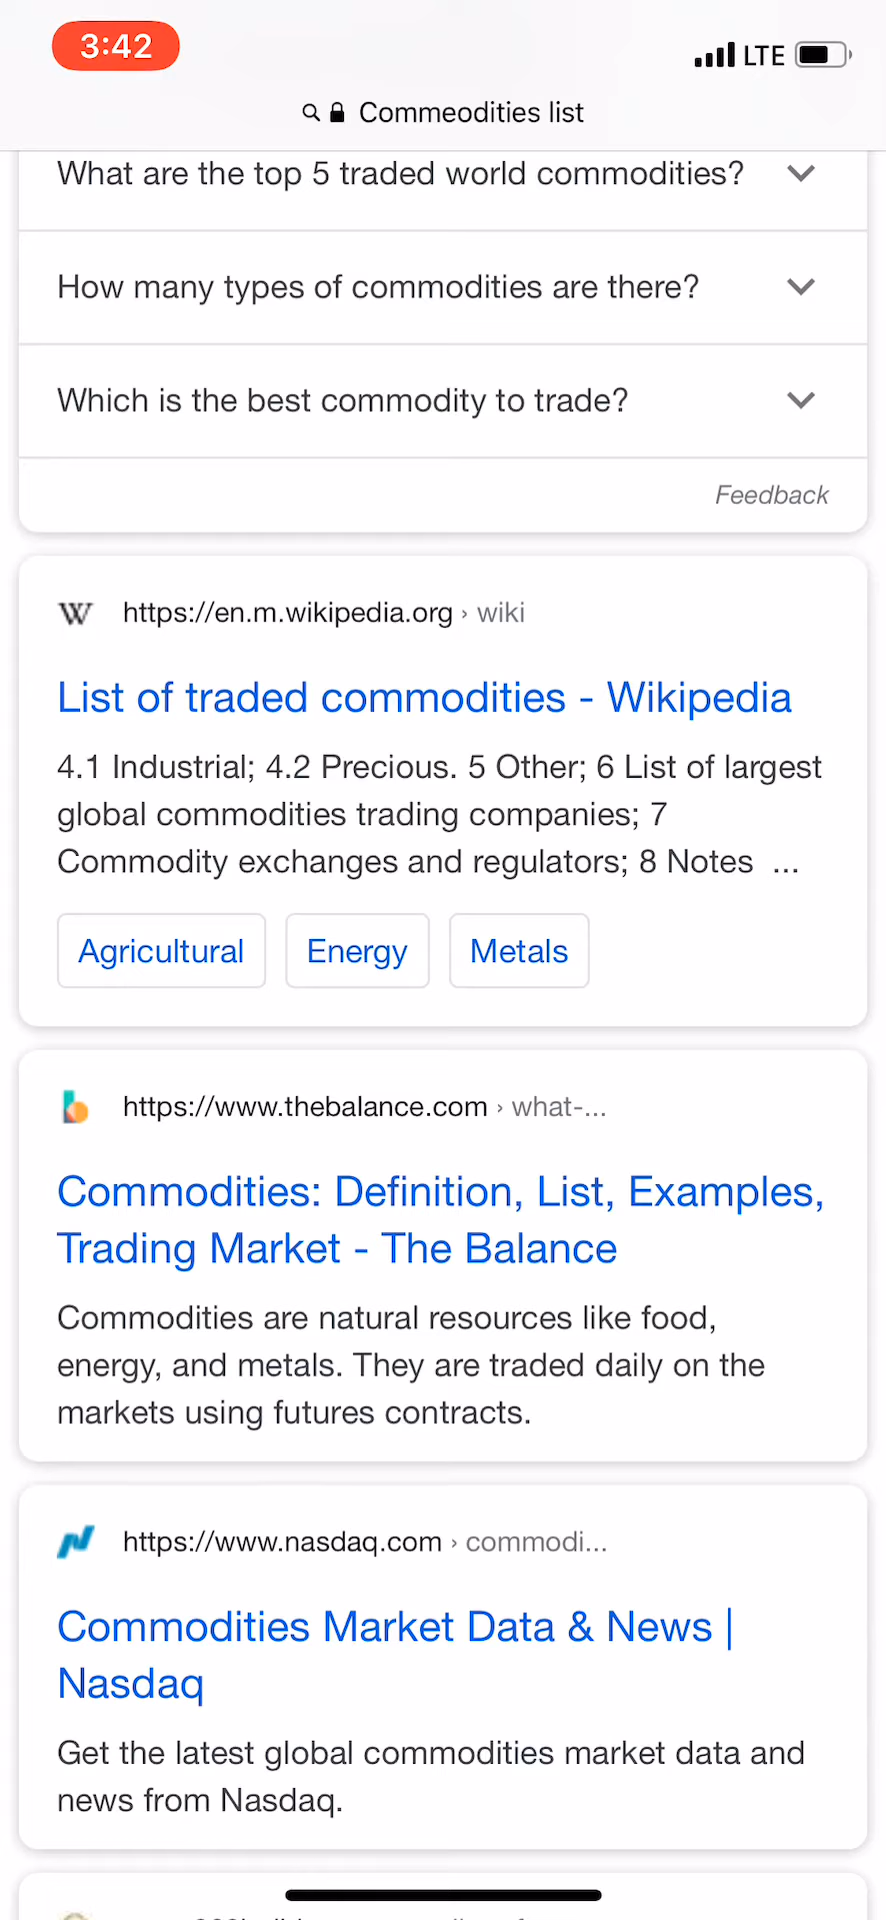 3:42
LTE
Commeodities list
What are the top 5 traded world commodities?
How many types of commodities are there?
Which is the best commodity to trade?
Feedback
W https://en.m.wikipedia.org › wiki
List of traded commodities - Wikipedia
4.1 Industrial; 4.2 Precious. 5 Other; 6 List of largest
global commodities trading companies; 7
Commodity exchanges and regulators; 8 Notes ...
Agricultural Energy Metals
https://www.thebalance.com › what-...
Commodities: Definition, List, Examples,
Trading Market - The Balance
Commodities are natural resources like food,
energy, and metals. They are traded daily on the
markets using futures contracts.
https://www.nasdaq.com › commodi...
Commodities Market Data & News |
Nasdaq
Get the latest global commodities market data and
news from Nasdaq.